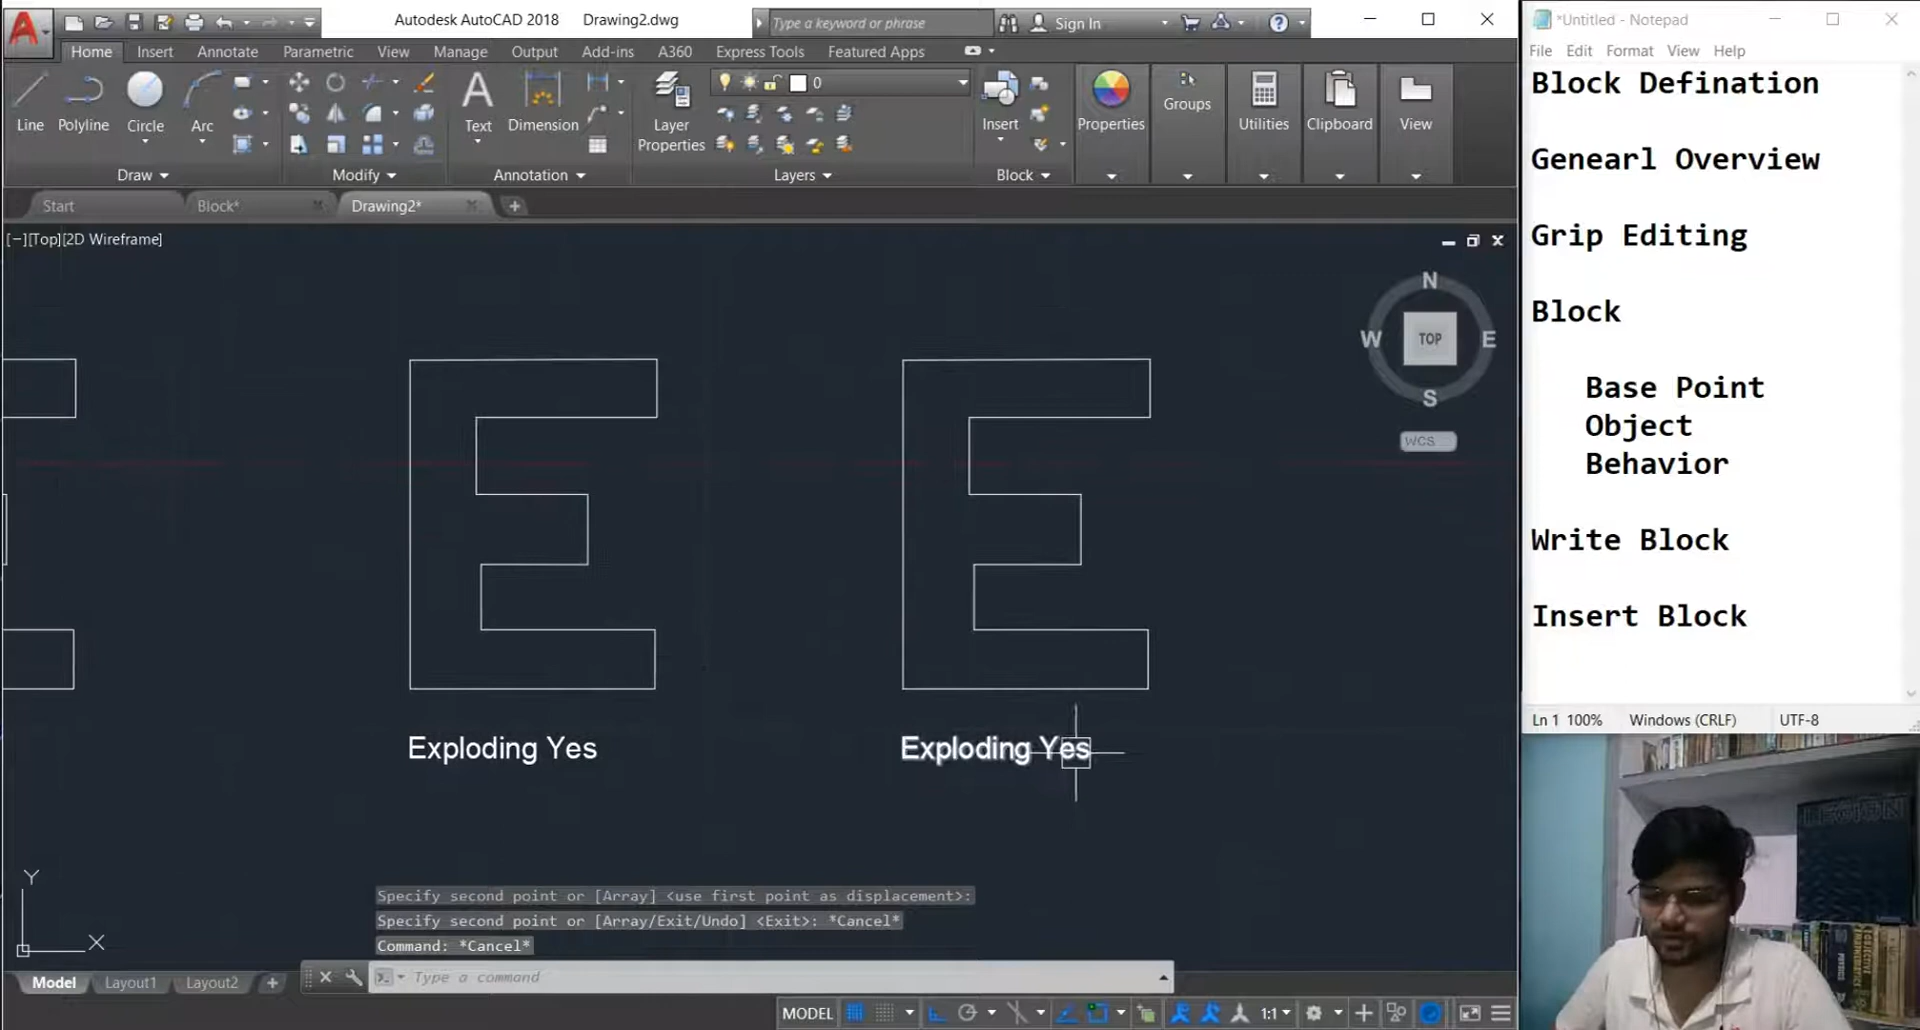 Autodesk AutoCAD 2018 Drawing2.dwg
Type a keyword or phrase
Sign In
Home Insert Annotate Parametric View Manage Output Add-ins A360 Express Tools Featured Apps
Line Polyline Circle Arc
Text Dimension
Layer
Properties
0
Insert
Properties
Groups
Utilities
Clipboard
View
Draw
Modify
Annotation
Layers
Block
Start
Block*
Drawing2*
[−][Top][2D Wireframe]
N
W TOP E
S
WCS
Exploding Yes
Exploding Yes
Y
X
Specify second point or [Array] <use first point as displacement>:
Specify second point or [Array/Exit/Undo] <Exit>: *Cancel*
Command: *Cancel*
Type a command
Model Layout1 Layout2
MODEL
1:1
*Untitled - Notepad
File Edit Format View Help
Block Defination
Genearl Overview
Grip Editing
Block
Base Point
Object
Behavior
Write Block
Insert Block
Ln 1 100% Windows (CRLF) UTF-8
LEGION
PHYSICS